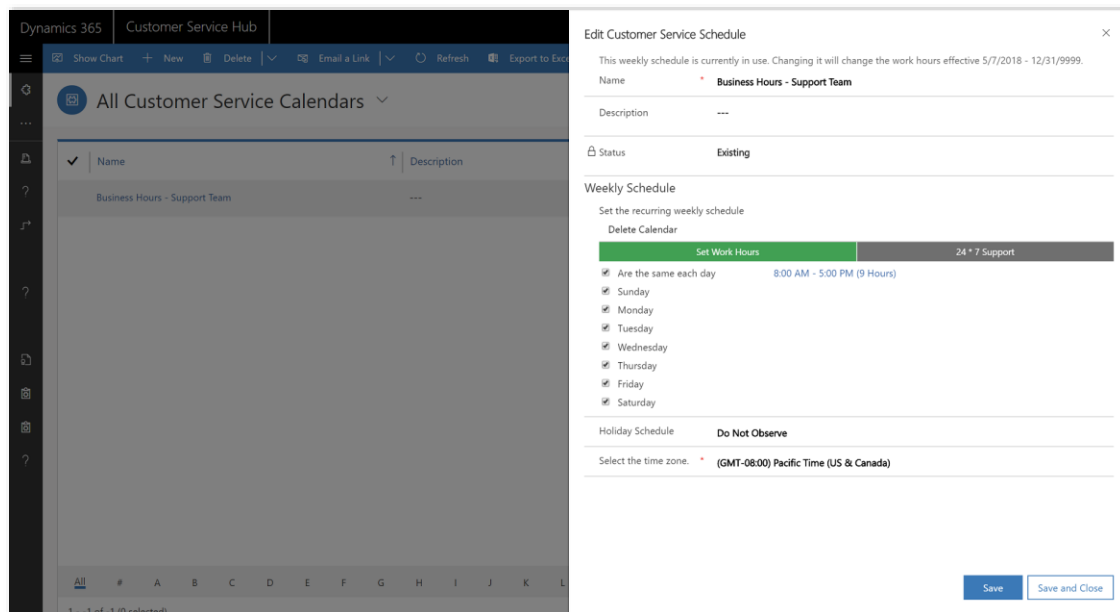 Dynamics 365 Customer Service Hub
Show Chart + New Delete Email a Link Refresh Export to Exce
All Customer Service Calendars
Name ↑ Description
Business Hours - Support Team ---
All # A B C D E F G H I J K L
Edit Customer Service Schedule ×
This weekly schedule is currently in use. Changing it will change the work hours effective 5/7/2018 - 12/31/9999.
Name * Business Hours - Support Team
Description ---
Status Existing
Weekly Schedule
Set the recurring weekly schedule
Delete Calendar
Set Work Hours 24 * 7 Support
Are the same each day 8:00 AM - 5:00 PM (9 Hours)
Sunday
Monday
Tuesday
Wednesday
Thursday
Friday
Saturday
Holiday Schedule Do Not Observe
Select the time zone. * (GMT-08:00) Pacific Time (US & Canada)
Save Save and Close